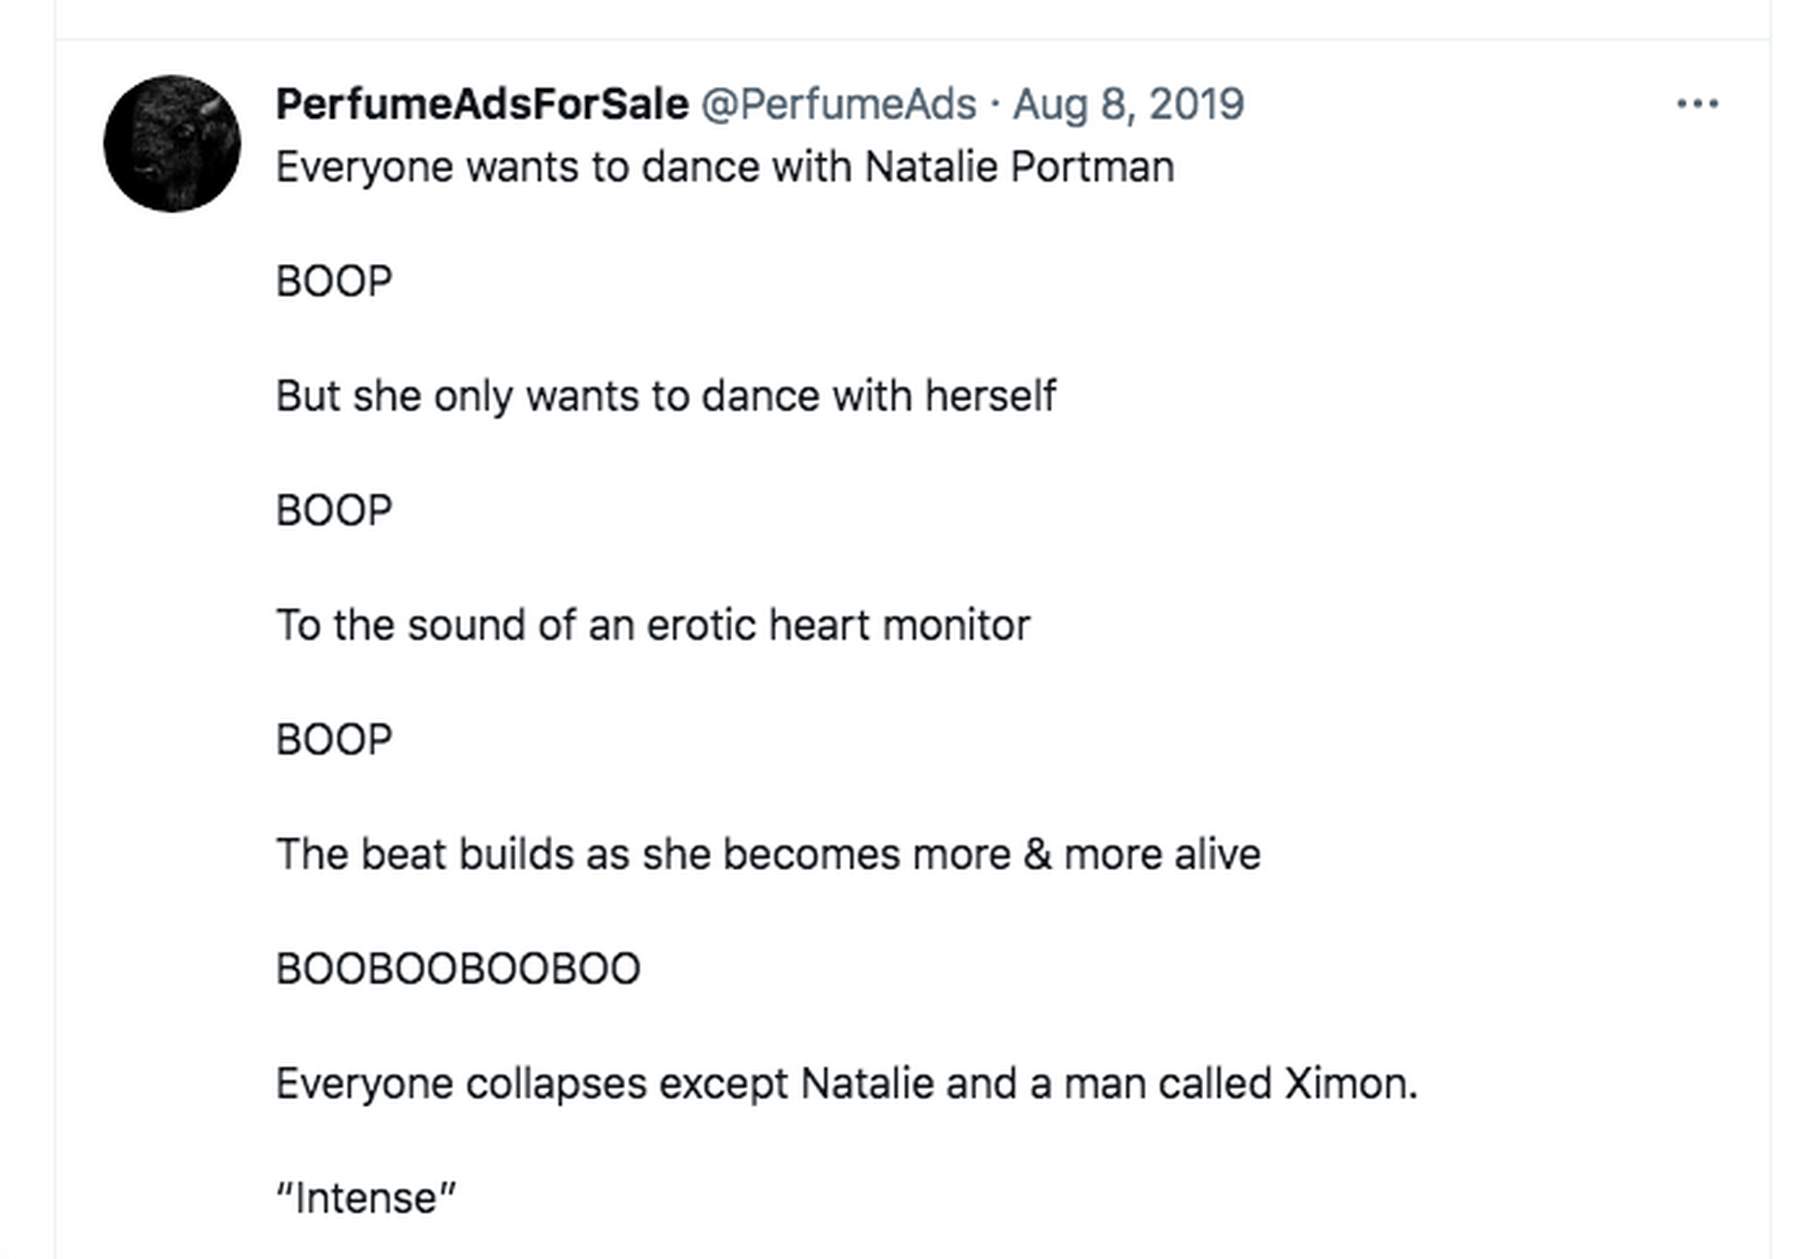 PerfumeAdsForSale @PerfumeAds · Aug 8, 2019
Everyone wants to dance with Natalie Portman
BOOP
But she only wants to dance with herself
BOOP
To the sound of an erotic heart monitor
BOOP
The beat builds as she becomes more & more alive
BOOBOOBOOBOO
Everyone collapses except Natalie and a man called Ximon.
"Intense"